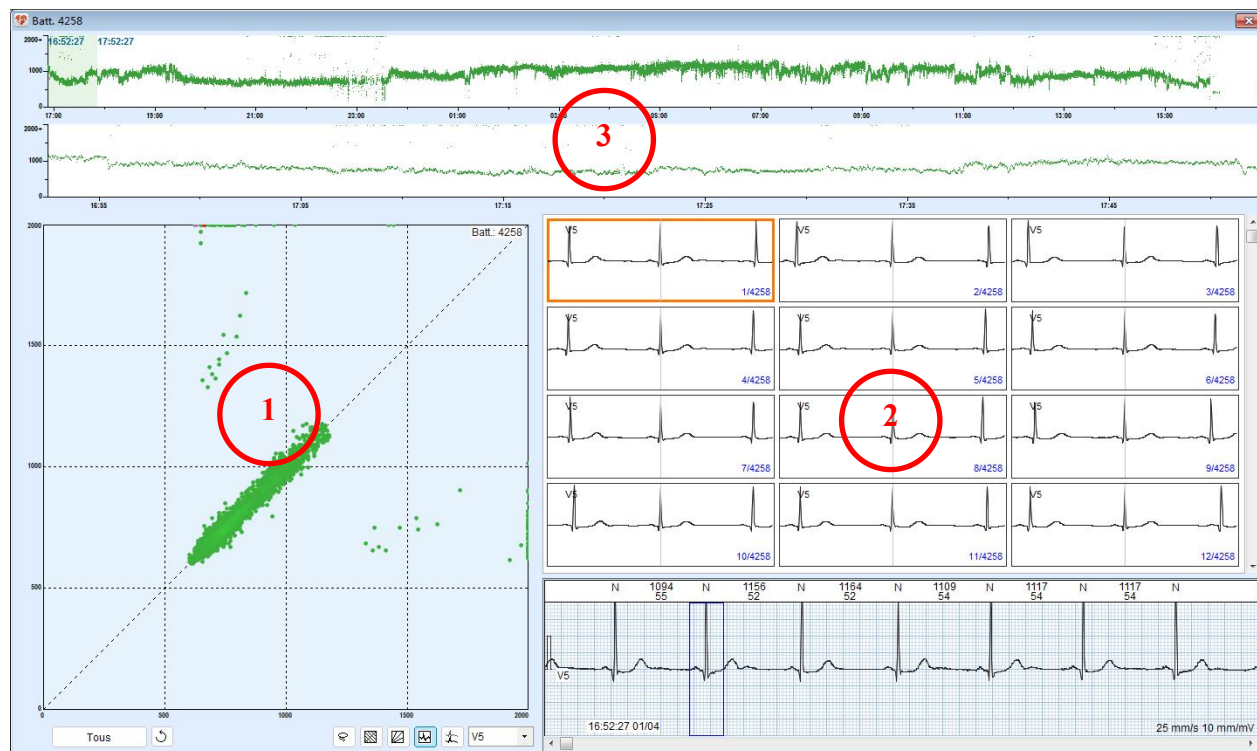 Batt. 4258
2000+ 16:52:27 17:52:27
1000
0
17:00 19:00 21:00 23:00 01:00 03:00 05:00 07:00 09:00 11:00 13:00 15:00
3
2000+
1000
0
16:55 17:05 17:15 17:25 17:35 17:45
2000
Batt.: 4258
1500
1
1000
500
0 500 1000 1500 2000
Tous V5
V5 V5 V5
1/4258 2/4258 3/4258
V5 V5 V5
4/4258 5/4258 6/4258
V5 V5 V5
2
7/4258 8/4258 9/4258
V5 V5 V5
10/4258 11/4258 12/4258
N 1094 N 1156 N 1164 N 1109 N 1117 N 1117 N
55 52 52 54 54 54
V5
16:52:27 01/04 25 mm/s 10 mm/mV